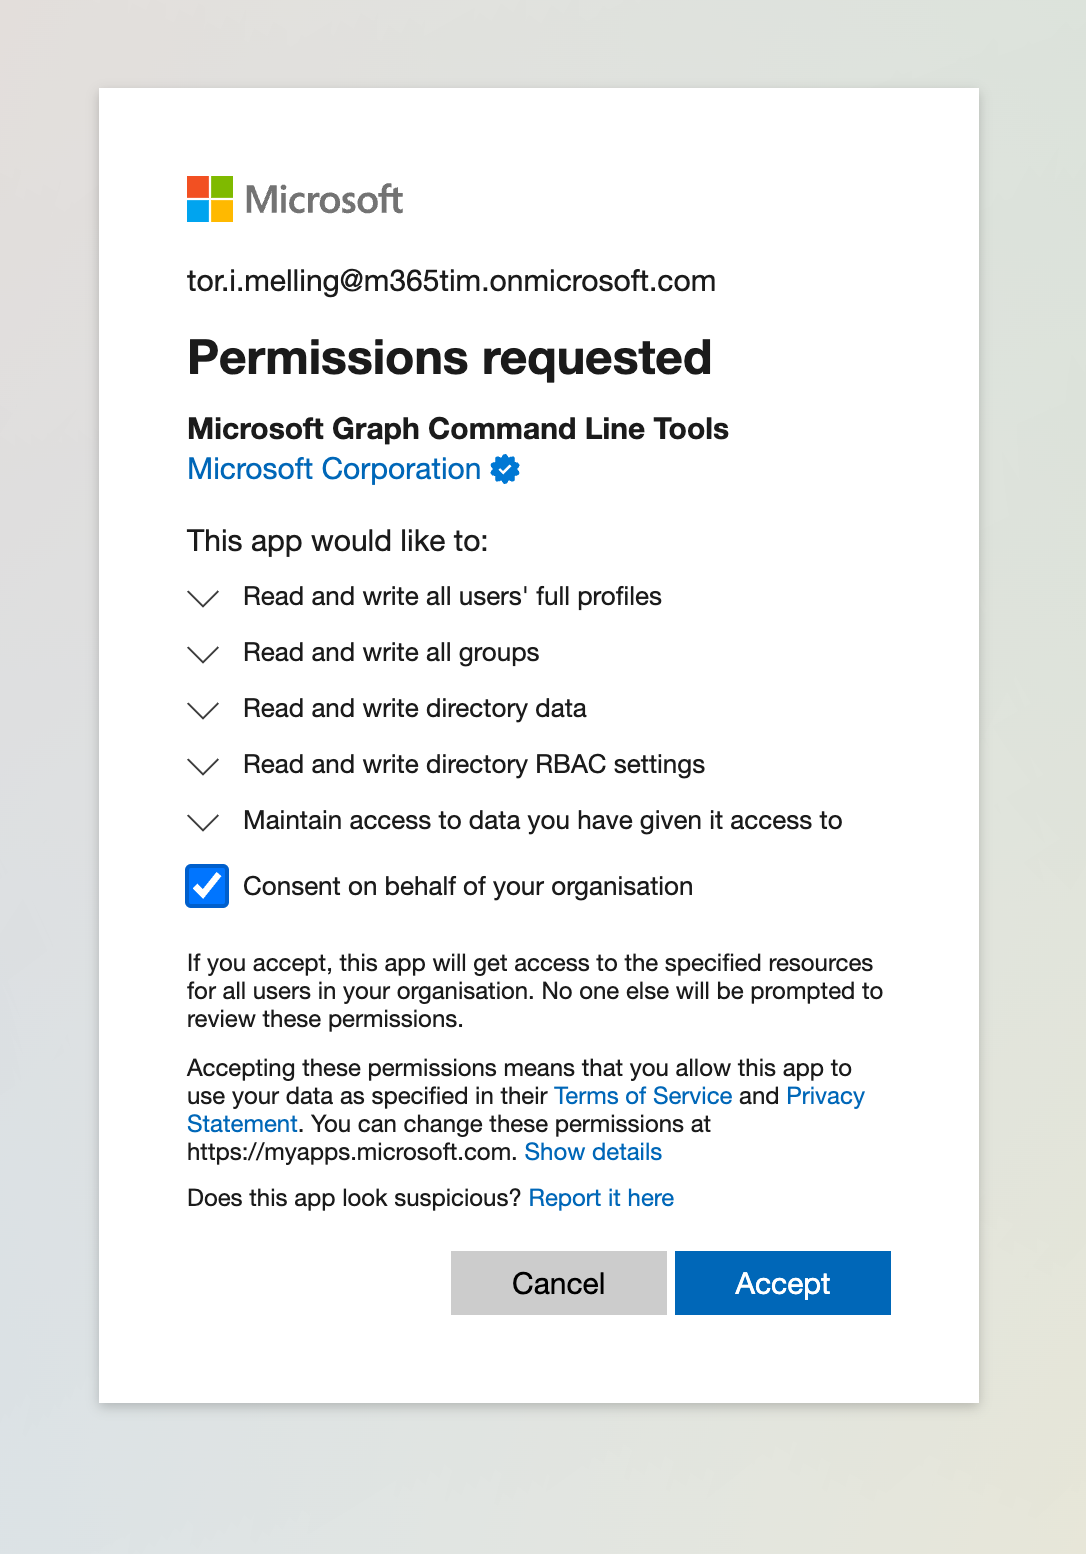 Microsoft
tor.i.melling@m365tim.onmicrosoft.com
Permissions requested
Microsoft Graph Command Line Tools
Microsoft Corporation
This app would like to:
Read and write all users' full profiles
Read and write all groups
Read and write directory data
Read and write directory RBAC settings
Maintain access to data you have given it access to
Consent on behalf of your organisation
If you accept, this app will get access to the specified resources
for all users in your organisation. No one else will be prompted to
review these permissions.
Accepting these permissions means that you allow this app to
use your data as specified in their Terms of Service and Privacy
Statement. You can change these permissions at
https://myapps.microsoft.com. Show details
Does this app look suspicious? Report it here
Cancel Accept